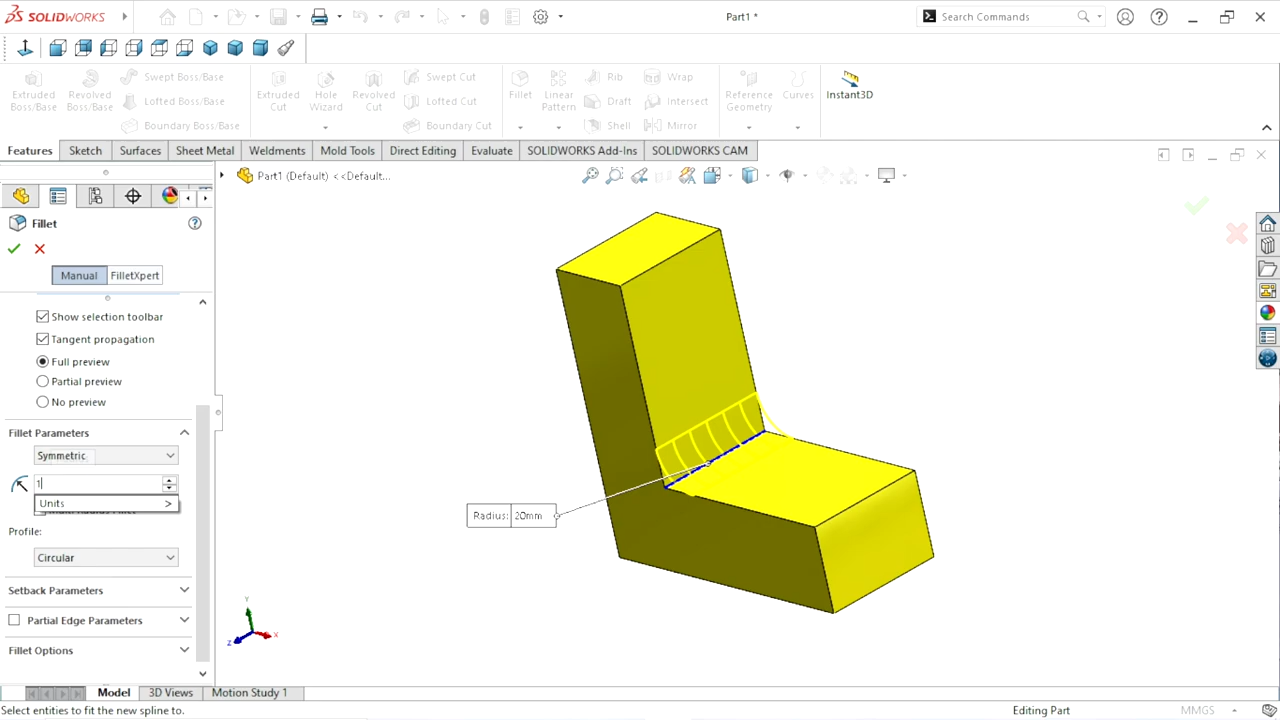 SOLIDWORKS
Part1 *
Search Commands
Extruded Boss/Base
Revolved Boss/Base
Swept Boss/Base
Lofted Boss/Base
Boundary Boss/Base
Extruded Cut
Hole Wizard
Revolved Cut
Swept Cut
Lofted Cut
Boundary Cut
Fillet
Linear Pattern
Rib
Draft
Shell
Wrap
Intersect
Mirror
Reference Geometry
Curves
Instant3D
Features
Sketch
Surfaces
Sheet Metal
Weldments
Mold Tools
Direct Editing
Evaluate
SOLIDWORKS Add-Ins
SOLIDWORKS CAM
Part1 (Default) <<Default...
Fillet
Manual
FilletXpert
Show selection toolbar
Tangent propagation
Full preview
Partial preview
No preview
Fillet Parameters
Symmetric
1
Units >
Profile:
Circular
Setback Parameters
Partial Edge Parameters
Fillet Options
Radius: 20mm
Y
X
Z
Model
3D Views
Motion Study 1
Select entities to fit the new spline to.
Editing Part
MMGS